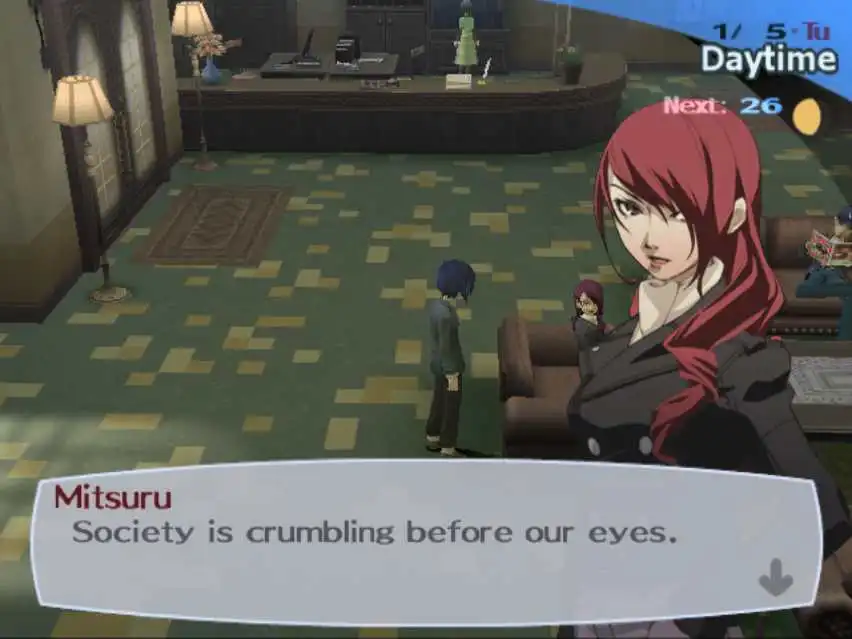 1/ 5・Tu
Daytime
Next: 26
Mitsuru
Society is crumbling before our eyes.